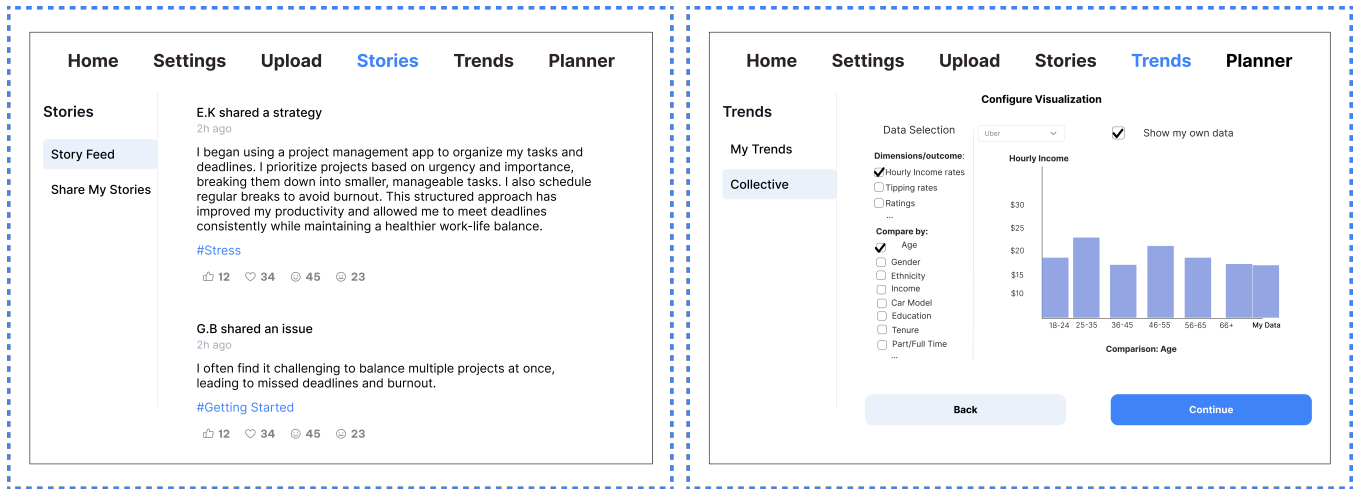 Home Settings Upload Stories Trends Planner
Stories
Story Feed
Share My Stories
E.K shared a strategy
2h ago
I began using a project management app to organize my tasks and
deadlines. I prioritize projects based on urgency and importance,
breaking them down into smaller, manageable tasks. I also schedule
regular breaks to avoid burnout. This structured approach has
improved my productivity and allowed me to meet deadlines
consistently while maintaining a healthier work-life balance.
#Stress
12 34 45 23
G.B shared an issue
2h ago
I often find it challenging to balance multiple projects at once,
leading to missed deadlines and burnout.
#Getting Started
12 34 45 23
Home Settings Upload Stories Trends Planner
Trends
My Trends
Collective
Configure Visualization
Data Selection
Uber
Show my own data
Dimensions/outcome:
Hourly Income rates
Tipping rates
Ratings
...
Compare by:
Age
Gender
Ethnicity
Income
Car Model
Education
Tenure
Part/Full Time
...
Hourly Income
$30
$25
$20
$15
$10
18-24 25-35 36-45 46-55 56-65 66+ My Data
Comparison: Age
Back
Continue